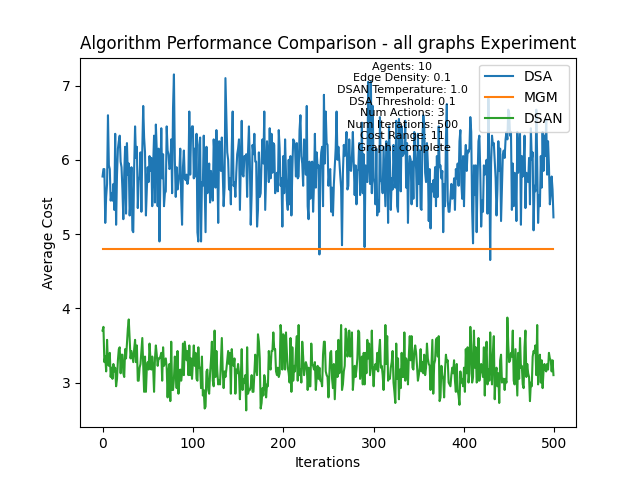 Algorithm Performance Comparison - all graphs Experiment
Agents: 10
Edge Density: 0.1
DSAN Temperature: 1.0
DSA Threshold: 0.1
Num Actions: 3
Num Iterations: 500
Cost Range: 11
Graph: complete
DSA
MGM
DSAN
7
6
5
4
3
Average Cost
0 100 200 300 400 500
Iterations